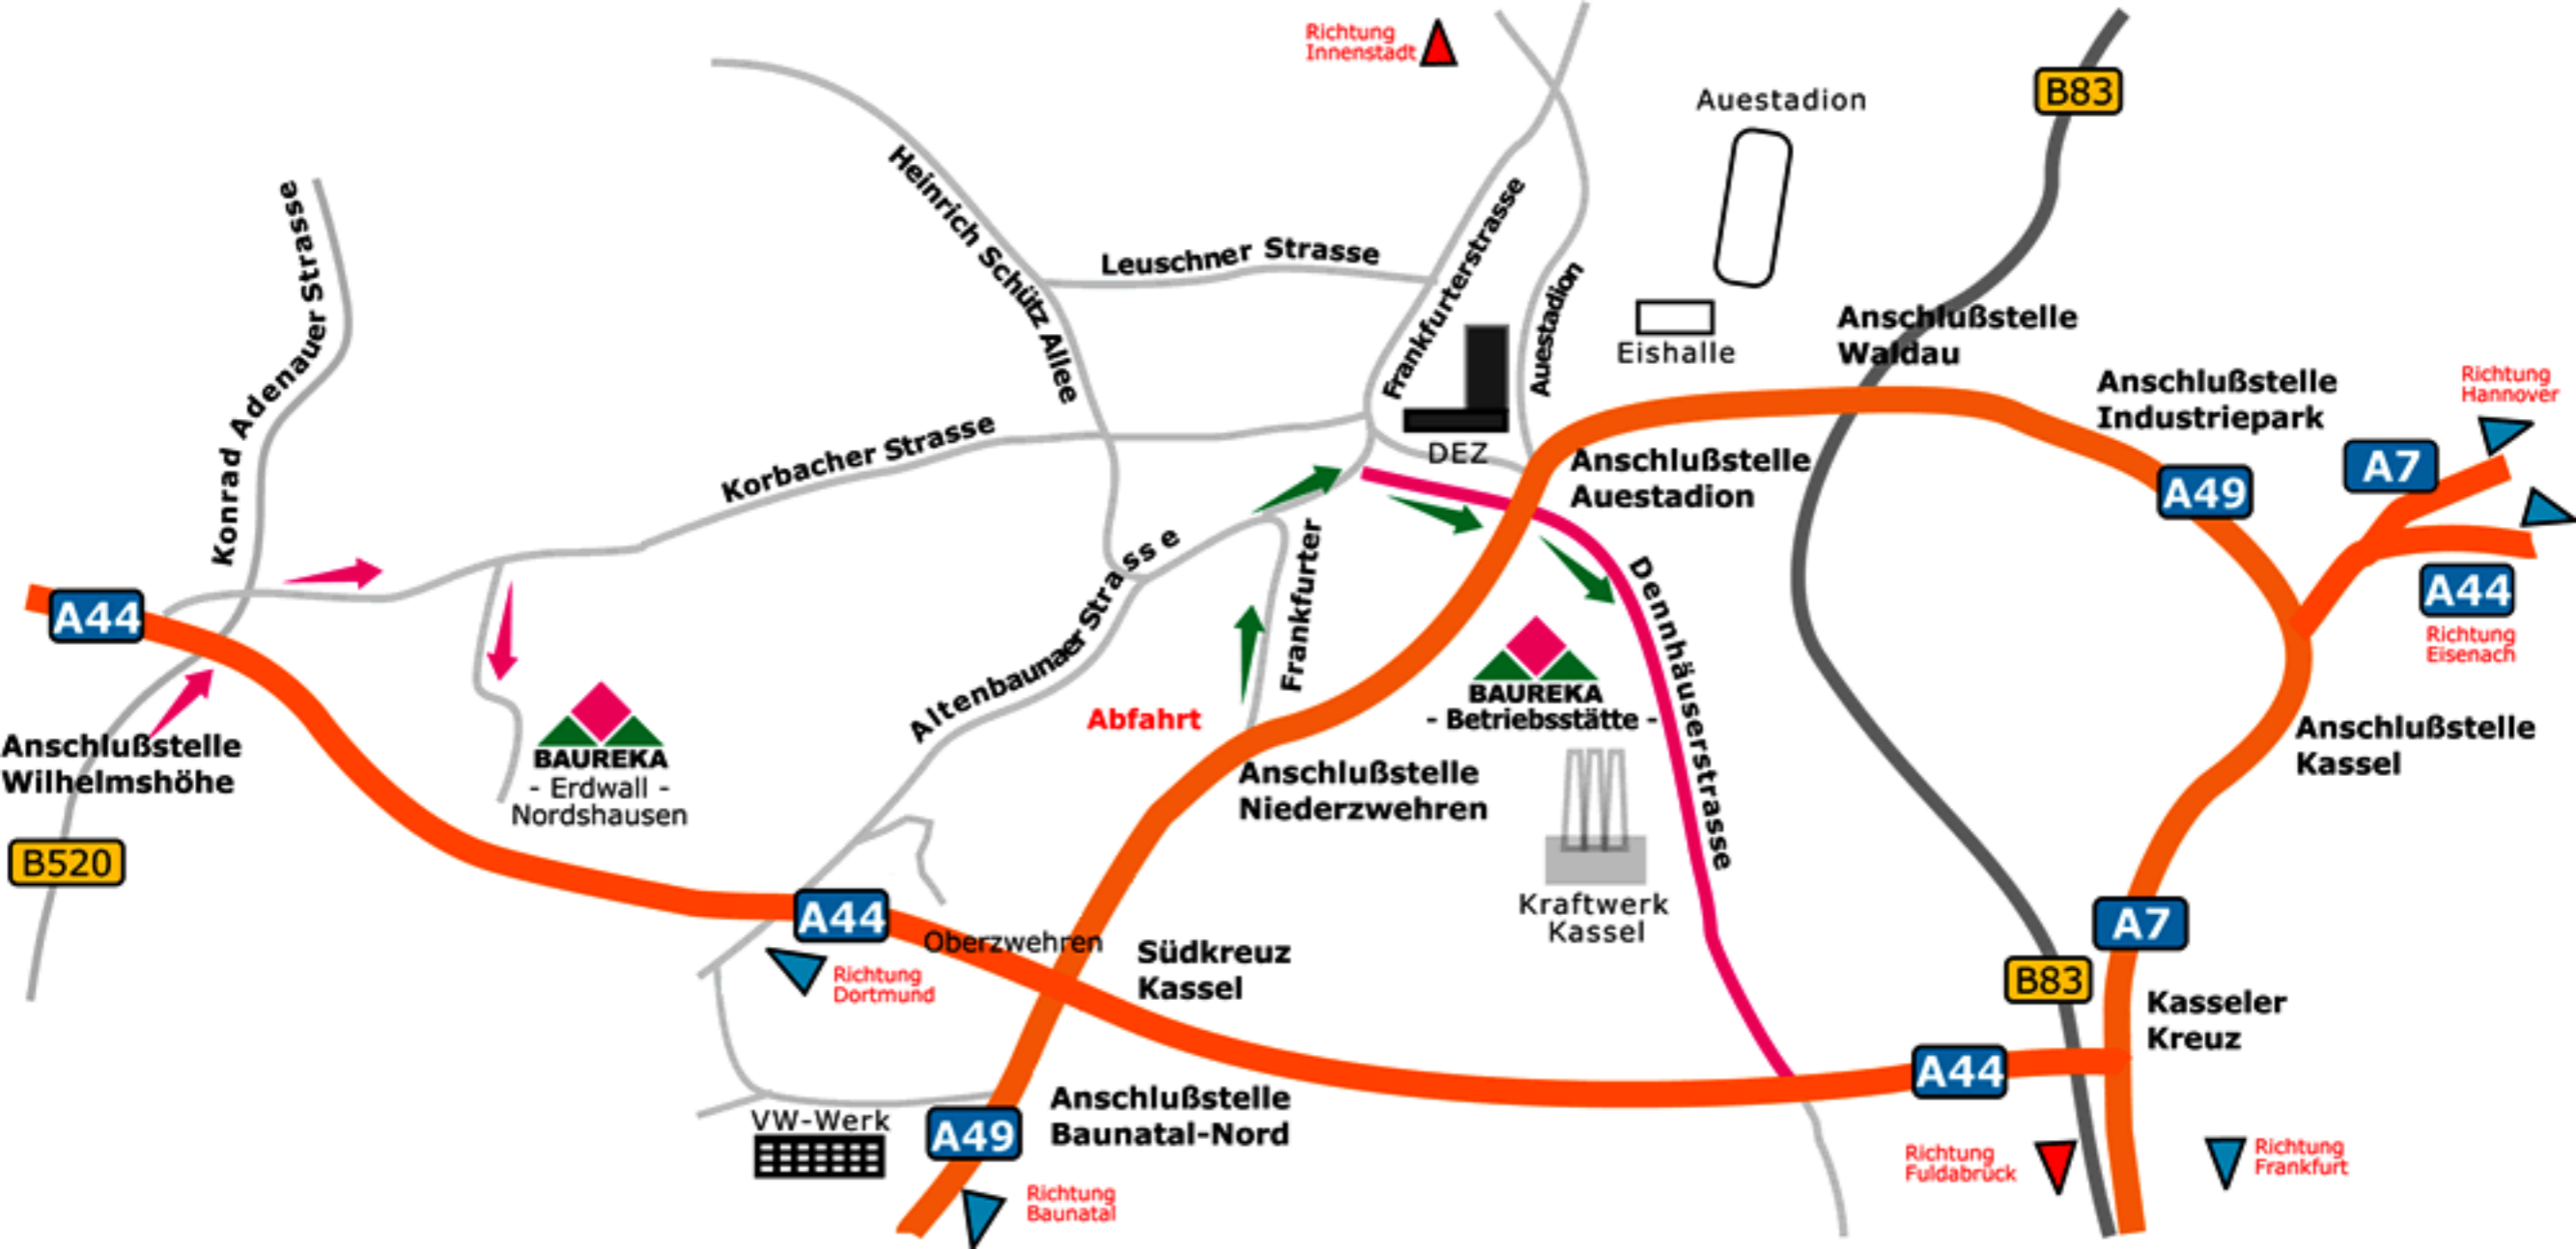 Richtung
Innenstadt
B83
Auestadion
Heinrich Schütz Allee
Konrad Adenauer Strasse
Leuschner Strasse
Frankfurterstrasse
Auestadion
Eishalle
Anschlußstelle
Waldau
Anschlußstelle
Industriepark
Richtung
Hannover
A7
Korbacher Strasse
DEZ
Anschlußstelle
Auestadion
A49
A44
Richtung
Eisenach
A44
Altenbaunaer Strasse
Frankfurter
Dennhäuserstrasse
Abfahrt
BAUREKA
- Betriebsstätte -
Anschlußstelle
Wilhelmshöhe
BAUREKA
- Erdwall -
Nordshausen
Anschlußstelle
Niederzwehren
Anschlußstelle
Kassel
B520
A44
Kraftwerk
Kassel
Oberzwehren
Südkreuz
Kassel
Richtung
Dortmund
A7
B83
Kasseler
Kreuz
A44
VW-Werk
A49
Anschlußstelle
Baunatal-Nord
Richtung
Baunatal
Richtung
Fuldabrück
Richtung
Frankfurt